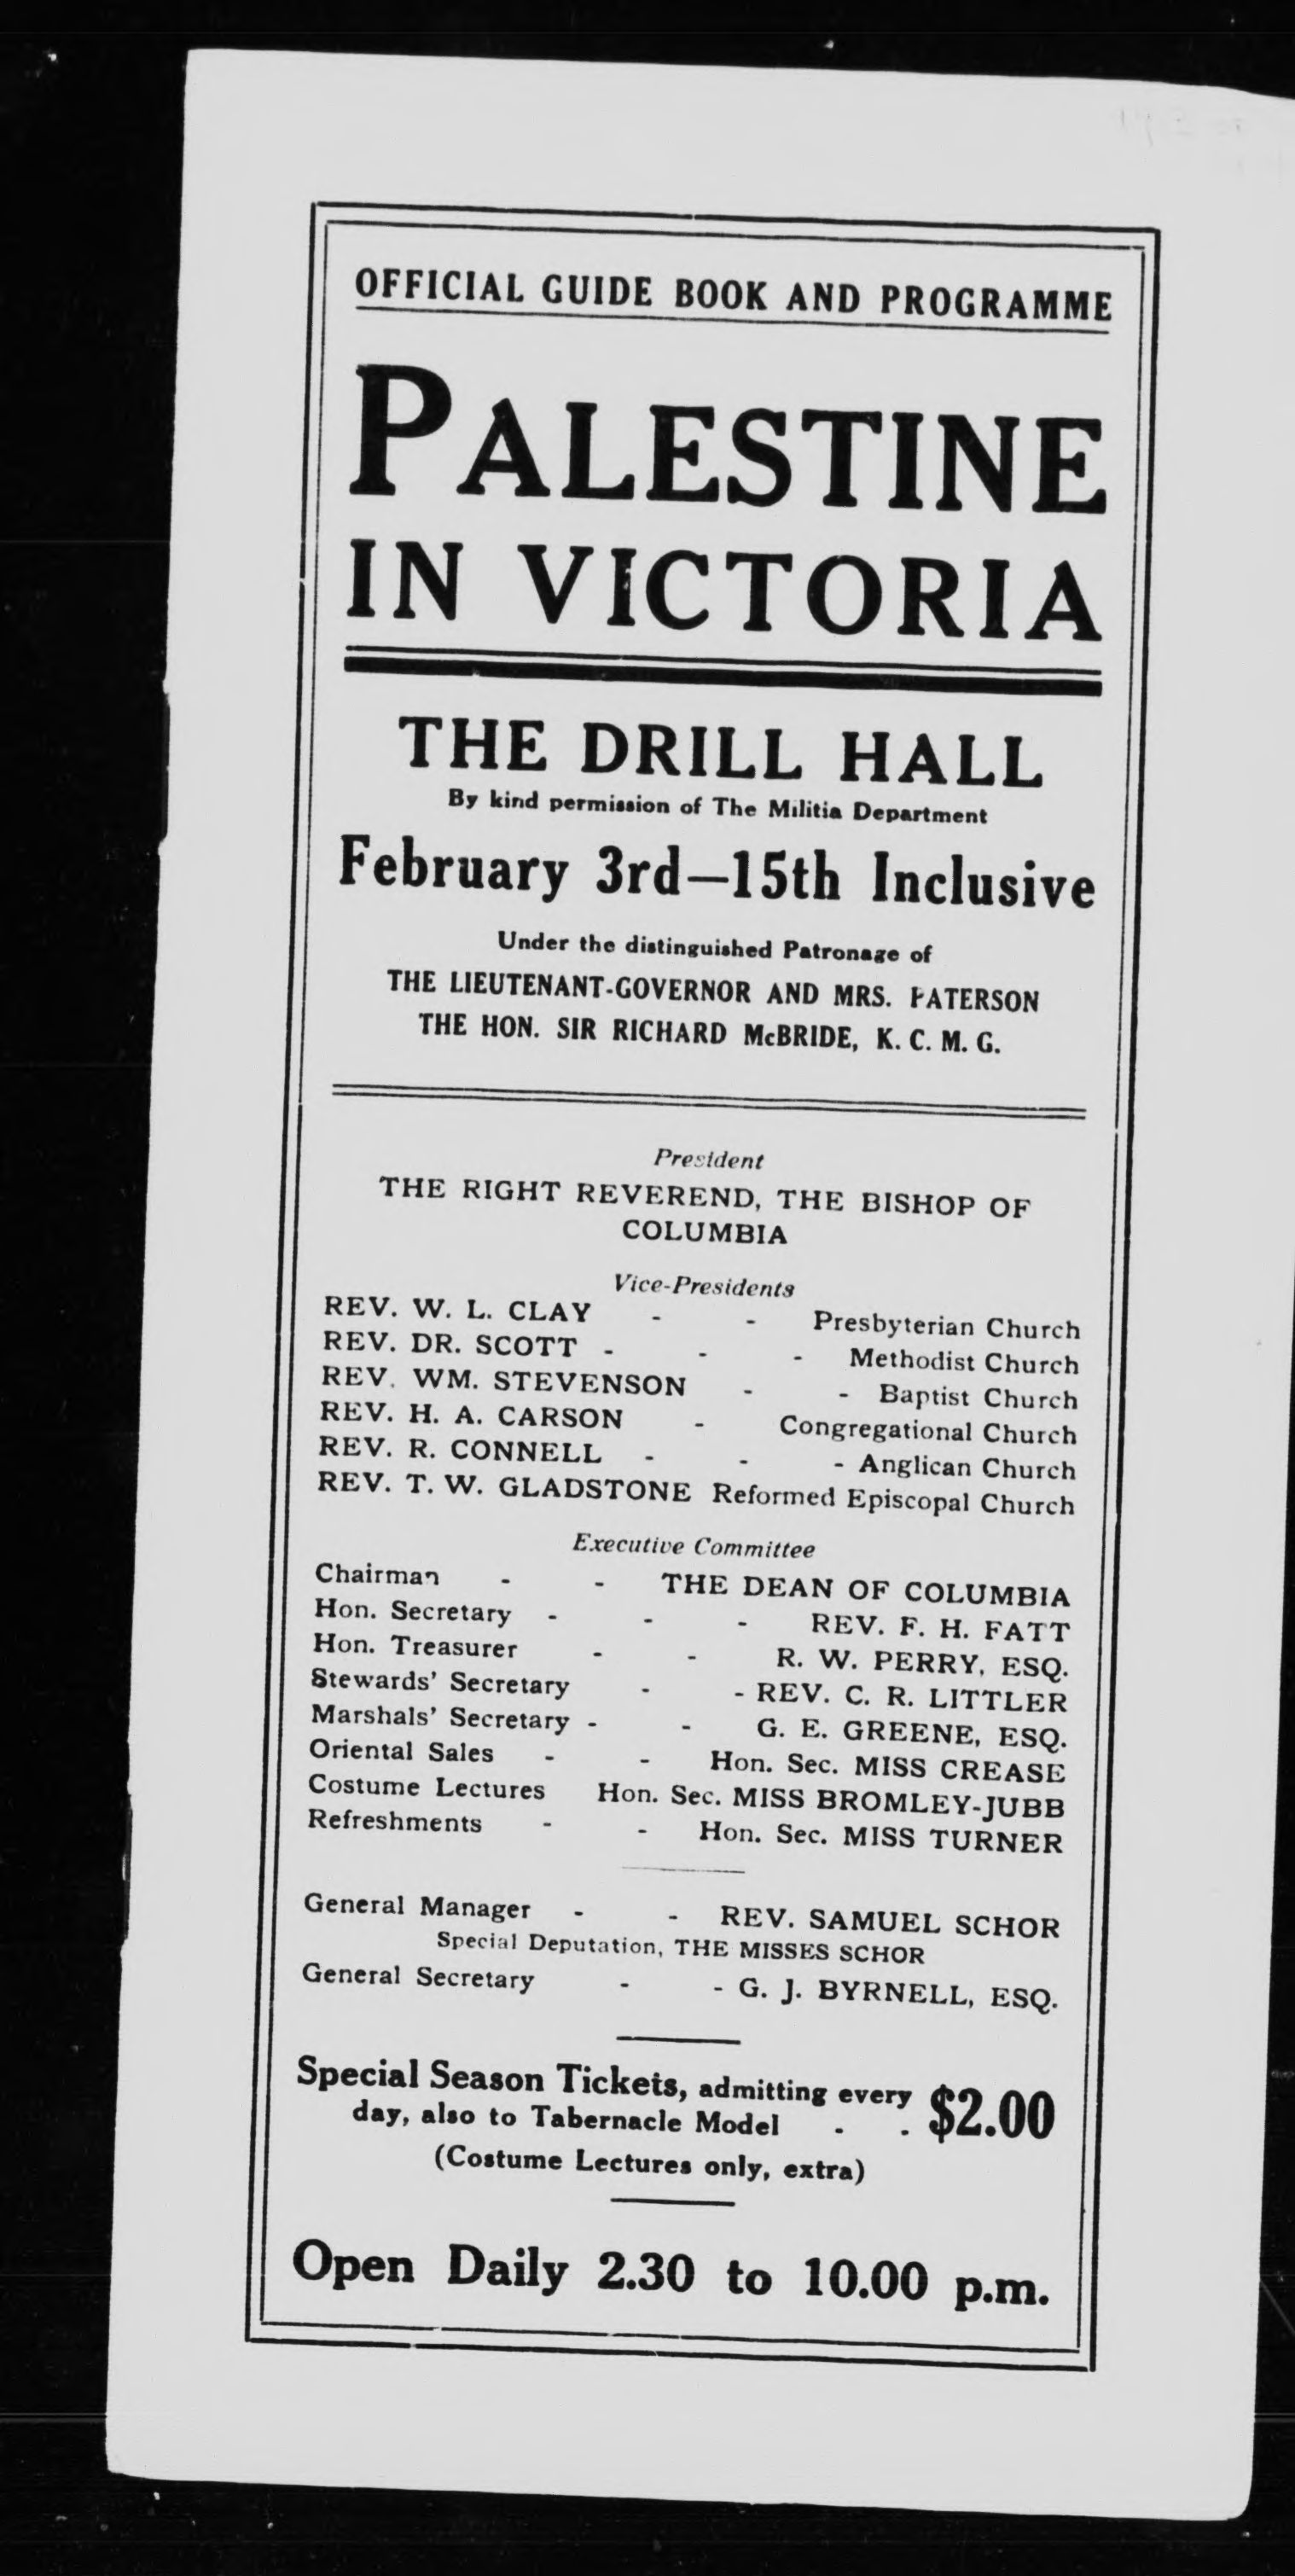 OFFICIAL GUIDE BOOK AND PROGRAMME
PALESTINE
IN VICTORIA
THE DRILL HALL
By kind permission of The Militia Department
February 3rd—15th Inclusive
Under the distinguished Patronage of
THE LIEUTENANT-GOVERNOR AND MRS. PATERSON
THE HON. SIR RICHARD McBRIDE, K. C. M. G.
President
THE RIGHT REVEREND, THE BISHOP OF
COLUMBIA
Vice-Presidents
REV. W. L. CLAY - - Presbyterian Church
REV. DR. SCOTT - - - Methodist Church
REV. WM. STEVENSON - - Baptist Church
REV. H. A. CARSON - Congregational Church
REV. R. CONNELL - - - Anglican Church
REV. T. W. GLADSTONE Reformed Episcopal Church
Executive Committee
Chairman - - THE DEAN OF COLUMBIA
Hon. Secretary - - - REV. F. H. FATT
Hon. Treasurer - - R. W. PERRY, ESQ.
Stewards' Secretary - - REV. C. R. LITTLER
Marshals' Secretary - - G. E. GREENE, ESQ.
Oriental Sales - - Hon. Sec. MISS CREASE
Costume Lectures Hon. Sec. MISS BROMLEY-JUBB
Refreshments - - Hon. Sec. MISS TURNER
General Manager - - REV. SAMUEL SCHOR
Special Deputation, THE MISSES SCHOR
General Secretary - - G. J. BYRNELL, ESQ.
Special Season Tickets, admitting every
day, also to Tabernacle Model - - $2.00
(Costume Lectures only, extra)
Open Daily 2.30 to 10.00 p.m.